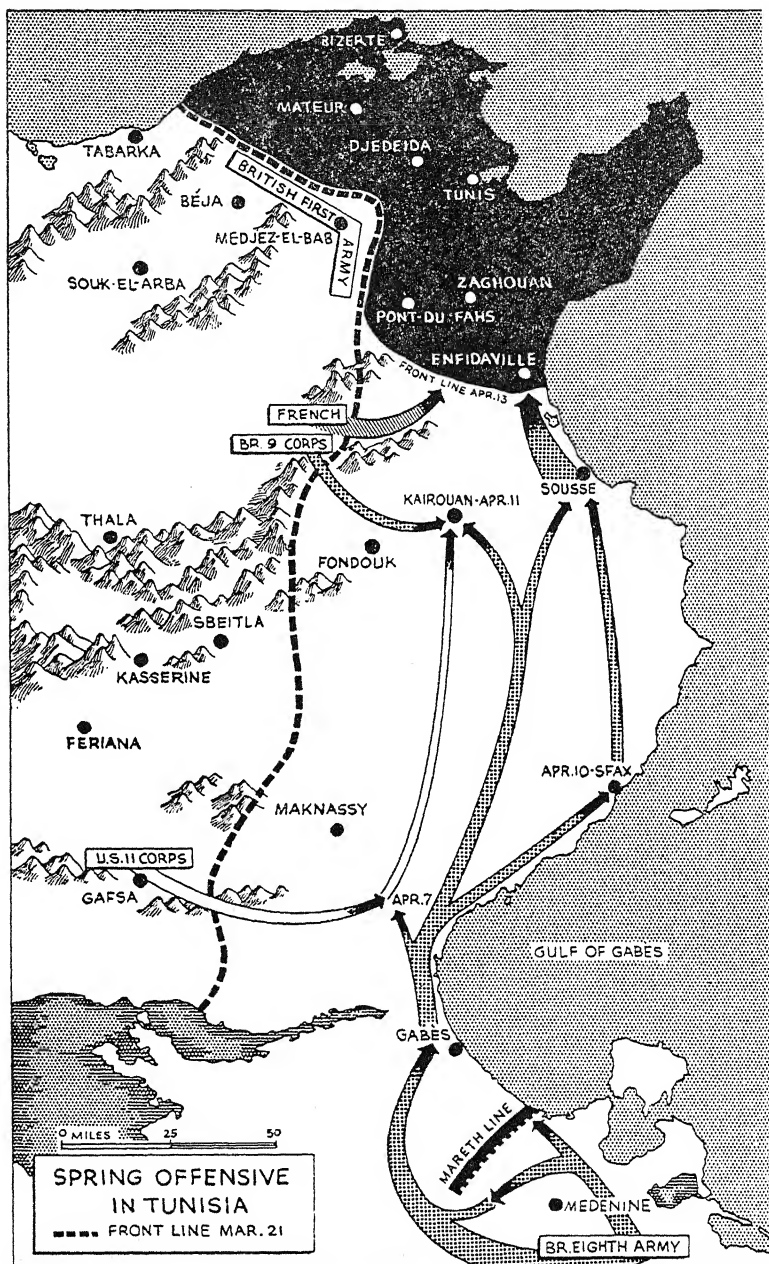 BIZERTE
MATEUR
DJEDEIDA
TABARKA
TUNIS
BÉJA
BRITISH FIRST
ARMY
MEDJEZ-EL-BAB
SOUK-EL-ARBA
ZAGHOUAN
PONT-DU-FAHS
ENFIDAVILLE
FRONT LINE APR.13
FRENCH
BR. 9 CORPS
SOUSSE
KAIROUAN-APR.11
THALA
FONDOUK
SBEITLA
KASSERINE
FERIANA
APR.10-SFAX
MAKNASSY
U.S.11 CORPS
GAFSA
APR.7
GULF OF GABES
GABES
MARETH LINE
0 MILES 25 50
SPRING OFFENSIVE
IN TUNISIA
FRONT LINE MAR. 21
MEDENINE
BR. EIGHTH ARMY